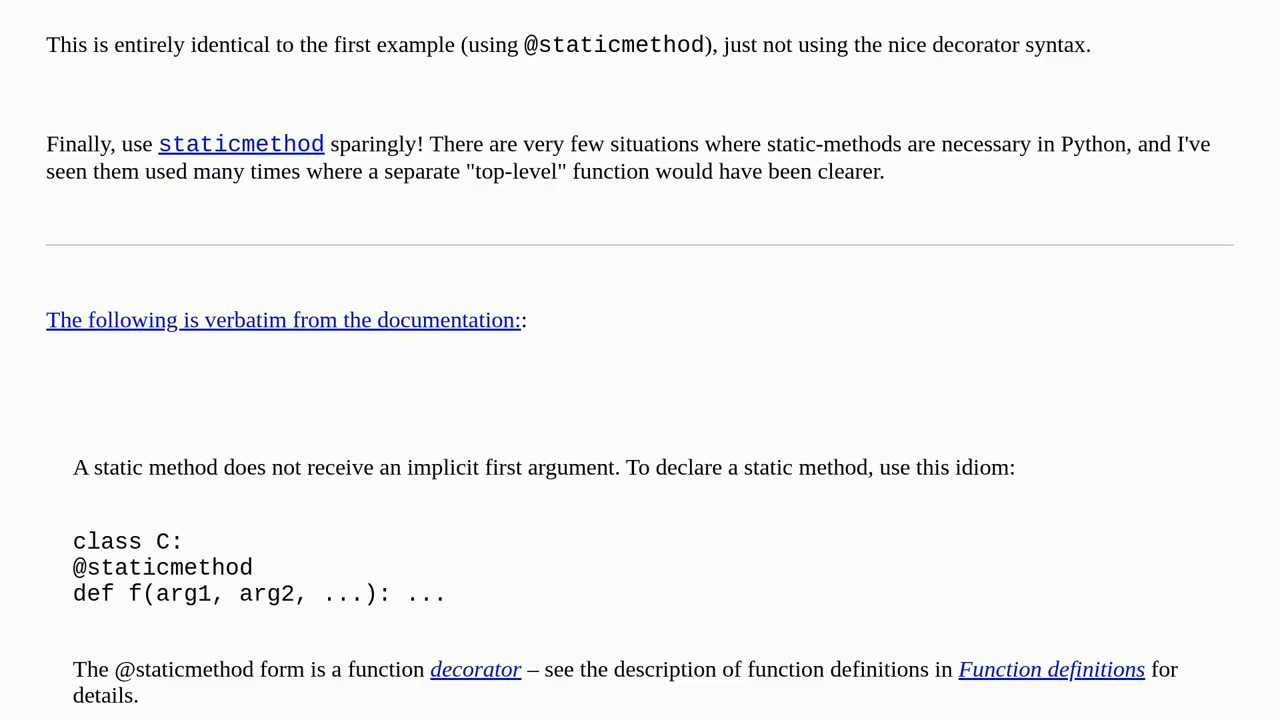 This is entirely identical to the first example (using @staticmethod), just not using the nice decorator syntax.
Finally, use staticmethod sparingly! There are very few situations where static-methods are necessary in Python, and I've
seen them used many times where a separate "top-level" function would have been clearer.
The following is verbatim from the documentation::
A static method does not receive an implicit first argument. To declare a static method, use this idiom:
class C:
@staticmethod
def f(arg1, arg2, ...): ...
The @staticmethod form is a function decorator – see the description of function definitions in Function definitions for
details.